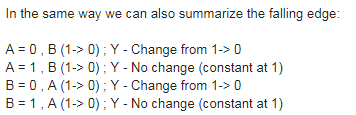 In the same way we can also summarize the falling edge:
A = 0 , B (1-> 0) ; Y - Change from 1-> 0
A = 1 , B (1-> 0) ; Y - No change (constant at 1)
B = 0 , A (1-> 0) ; Y - Change from 1-> 0
B = 1 , A (1-> 0) ; Y - No change (constant at 1)